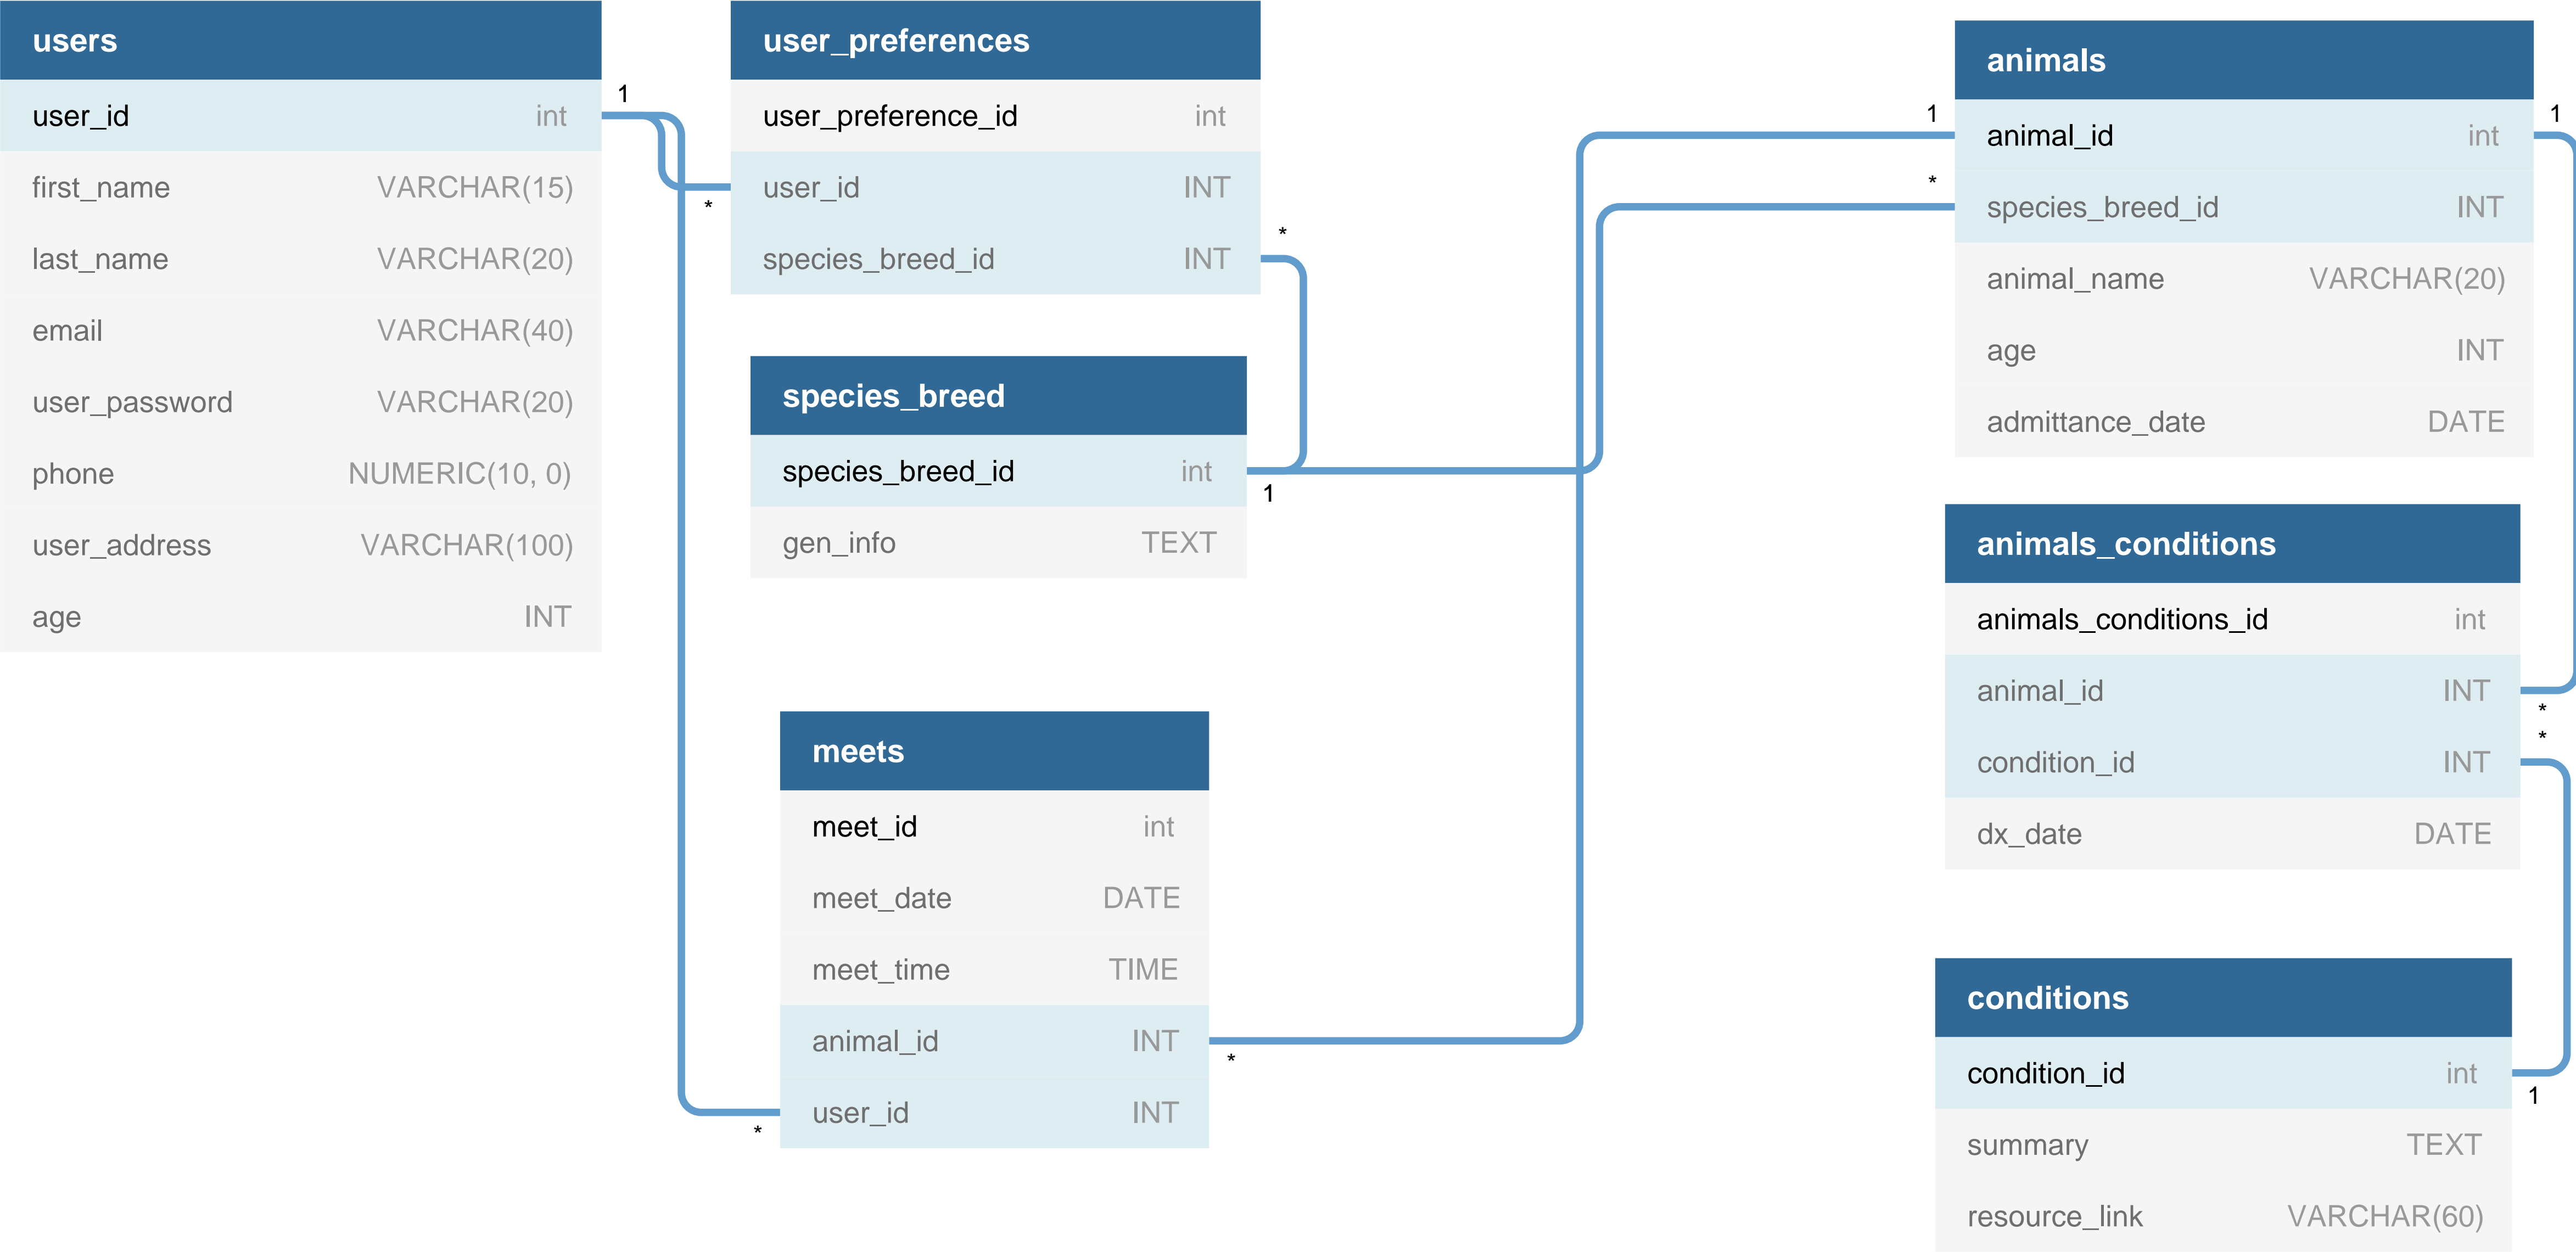 users
user_id int
first_name VARCHAR(15)
last_name VARCHAR(20)
email VARCHAR(40)
user_password VARCHAR(20)
phone NUMERIC(10, 0)
user_address VARCHAR(100)
age INT
1
*
*
user_preferences
user_preference_id int
user_id INT
species_breed_id INT
*
species_breed
species_breed_id int
gen_info TEXT
1
meets
meet_id int
meet_date DATE
meet_time TIME
animal_id INT
user_id INT
*
1
*
animals
animal_id int
species_breed_id INT
animal_name VARCHAR(20)
age INT
admittance_date DATE
1
animals_conditions
animals_conditions_id int
animal_id INT
condition_id INT
dx_date DATE
*
*
conditions
condition_id int
summary TEXT
resource_link VARCHAR(60)
1